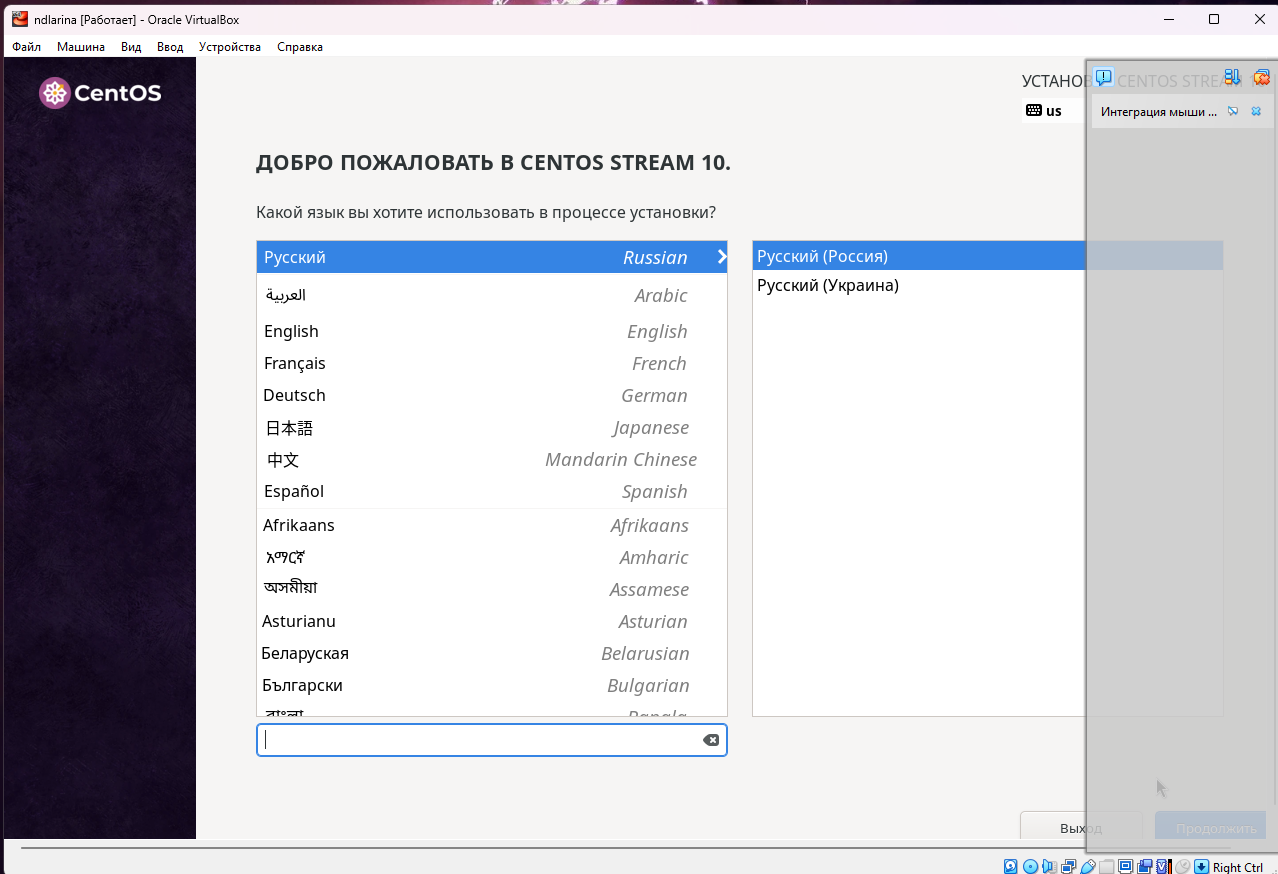 ndlarina [Работает] - Oracle VirtualBox
Файл Машина Вид Ввод Устройства Справка
CentOS
УСТАНОВКА CENTOS STREAM 10
us
Интеграция мыши ...
ДОБРО ПОЖАЛОВАТЬ В CENTOS STREAM 10.
Какой язык вы хотите использовать в процессе установки?
Русский Russian
العربية Arabic
English English
Français French
Deutsch German
日本語 Japanese
中文 Mandarin Chinese
Español Spanish
Afrikaans Afrikaans
አማርኛ Amharic
অসমীয়া Assamese
Asturianu Asturian
Беларуская Belarusian
Български Bulgarian
বাংলা Bangla
Русский (Россия)
Русский (Украина)
Выход
Продолжить
Right Ctrl